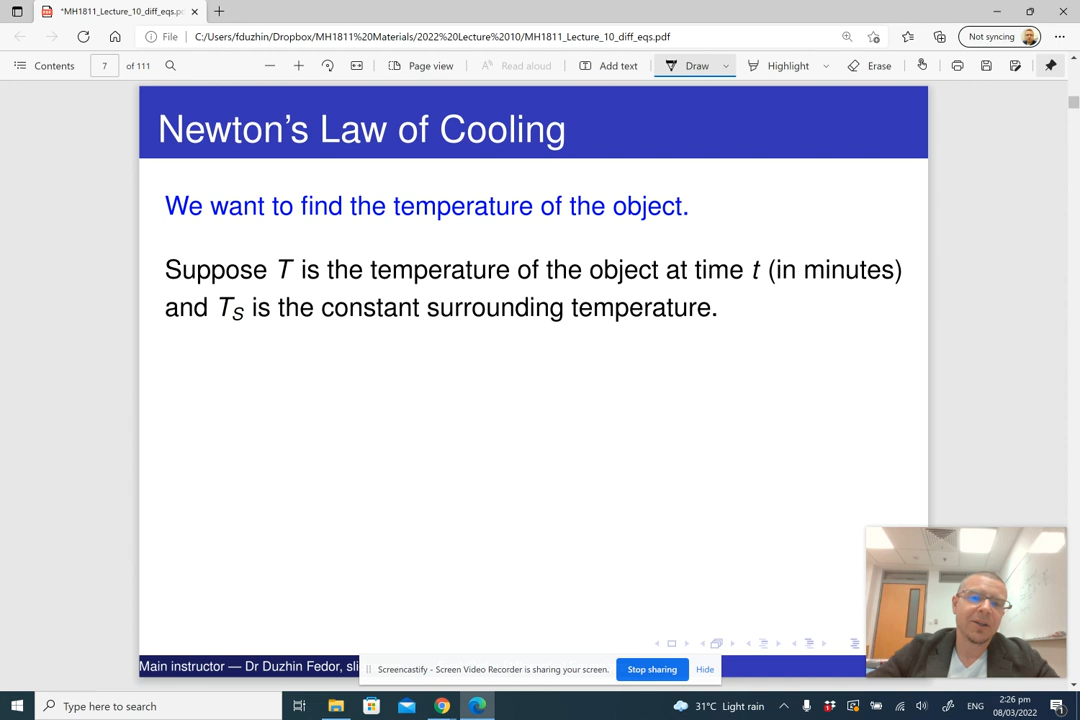 *MH1811_Lecture_10_diff_eqs.pd
File
C:/Users/fduzhin/Dropbox/MH1811%20Materials/2022%20Lecture%2010/MH1811_Lecture_10_diff_eqs.pdf
Not syncing
Contents
7
of 111
Page view
Read aloud
Add text
Draw
Highlight
Erase
Newton's Law of Cooling
We want to find the temperature of the object.
Suppose T is the temperature of the object at time t (in minutes)
and TS is the constant surrounding temperature.
Main instructor — Dr Duzhin Fedor, sli
Screencastify - Screen Video Recorder is sharing your screen.
Stop sharing
Hide
Type here to search
31°C Light rain
ENG
2:26 pm
08/03/2022